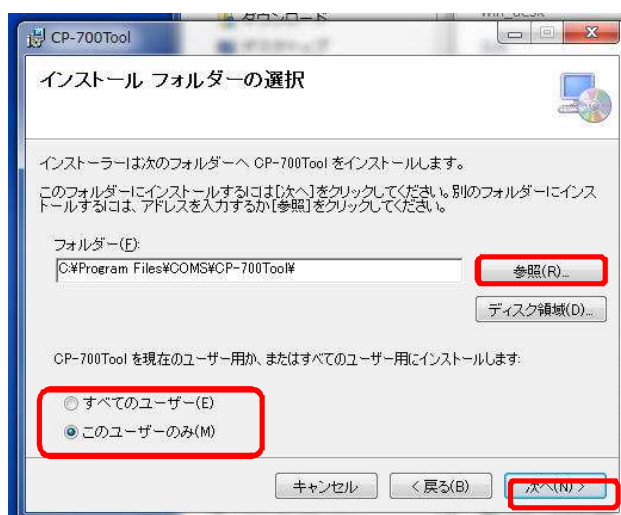 ダウンロード
CP-700Tool
インストール フォルダーの選択
インストーラーは次のフォルダーへ CP-700Tool をインストールします。
このフォルダーにインストールするには[次へ]をクリックしてください。別のフォルダーにインス
トールするには、アドレスを入力するか[参照]をクリックしてください。
フォルダー(F):
C:¥Program Files¥COMS¥CP-700Tool¥
参照(R)...
ディスク領域(D)...
CP-700Tool を現在のユーザー用か、またはすべてのユーザー用にインストールします:
すべてのユーザー(E)
このユーザーのみ(M)
キャンセル
< 戻る(B)
次へ(N) >